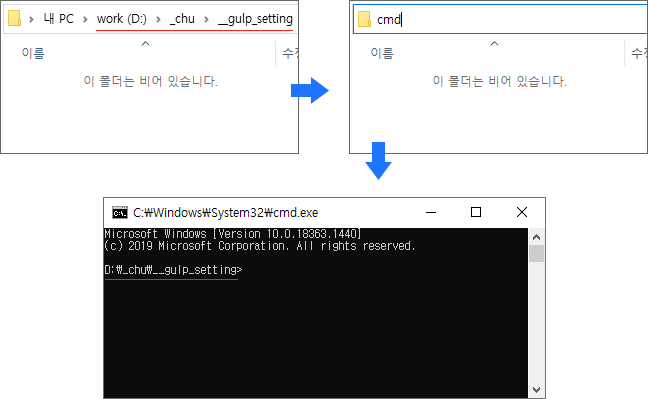 내 PC > work (D:) > _chu > __gulp_setting
이름
이 폴더는 비어 있습니다.
cmd
이름
수정
이 폴더는 비어 있습니다.
C:₩Windows₩System32₩cmd.exe
Microsoft Windows [Version 10.0.18363.1440]
(c) 2019 Microsoft Corporation. All rights reserved.
D:₩_chu₩__gulp_setting>